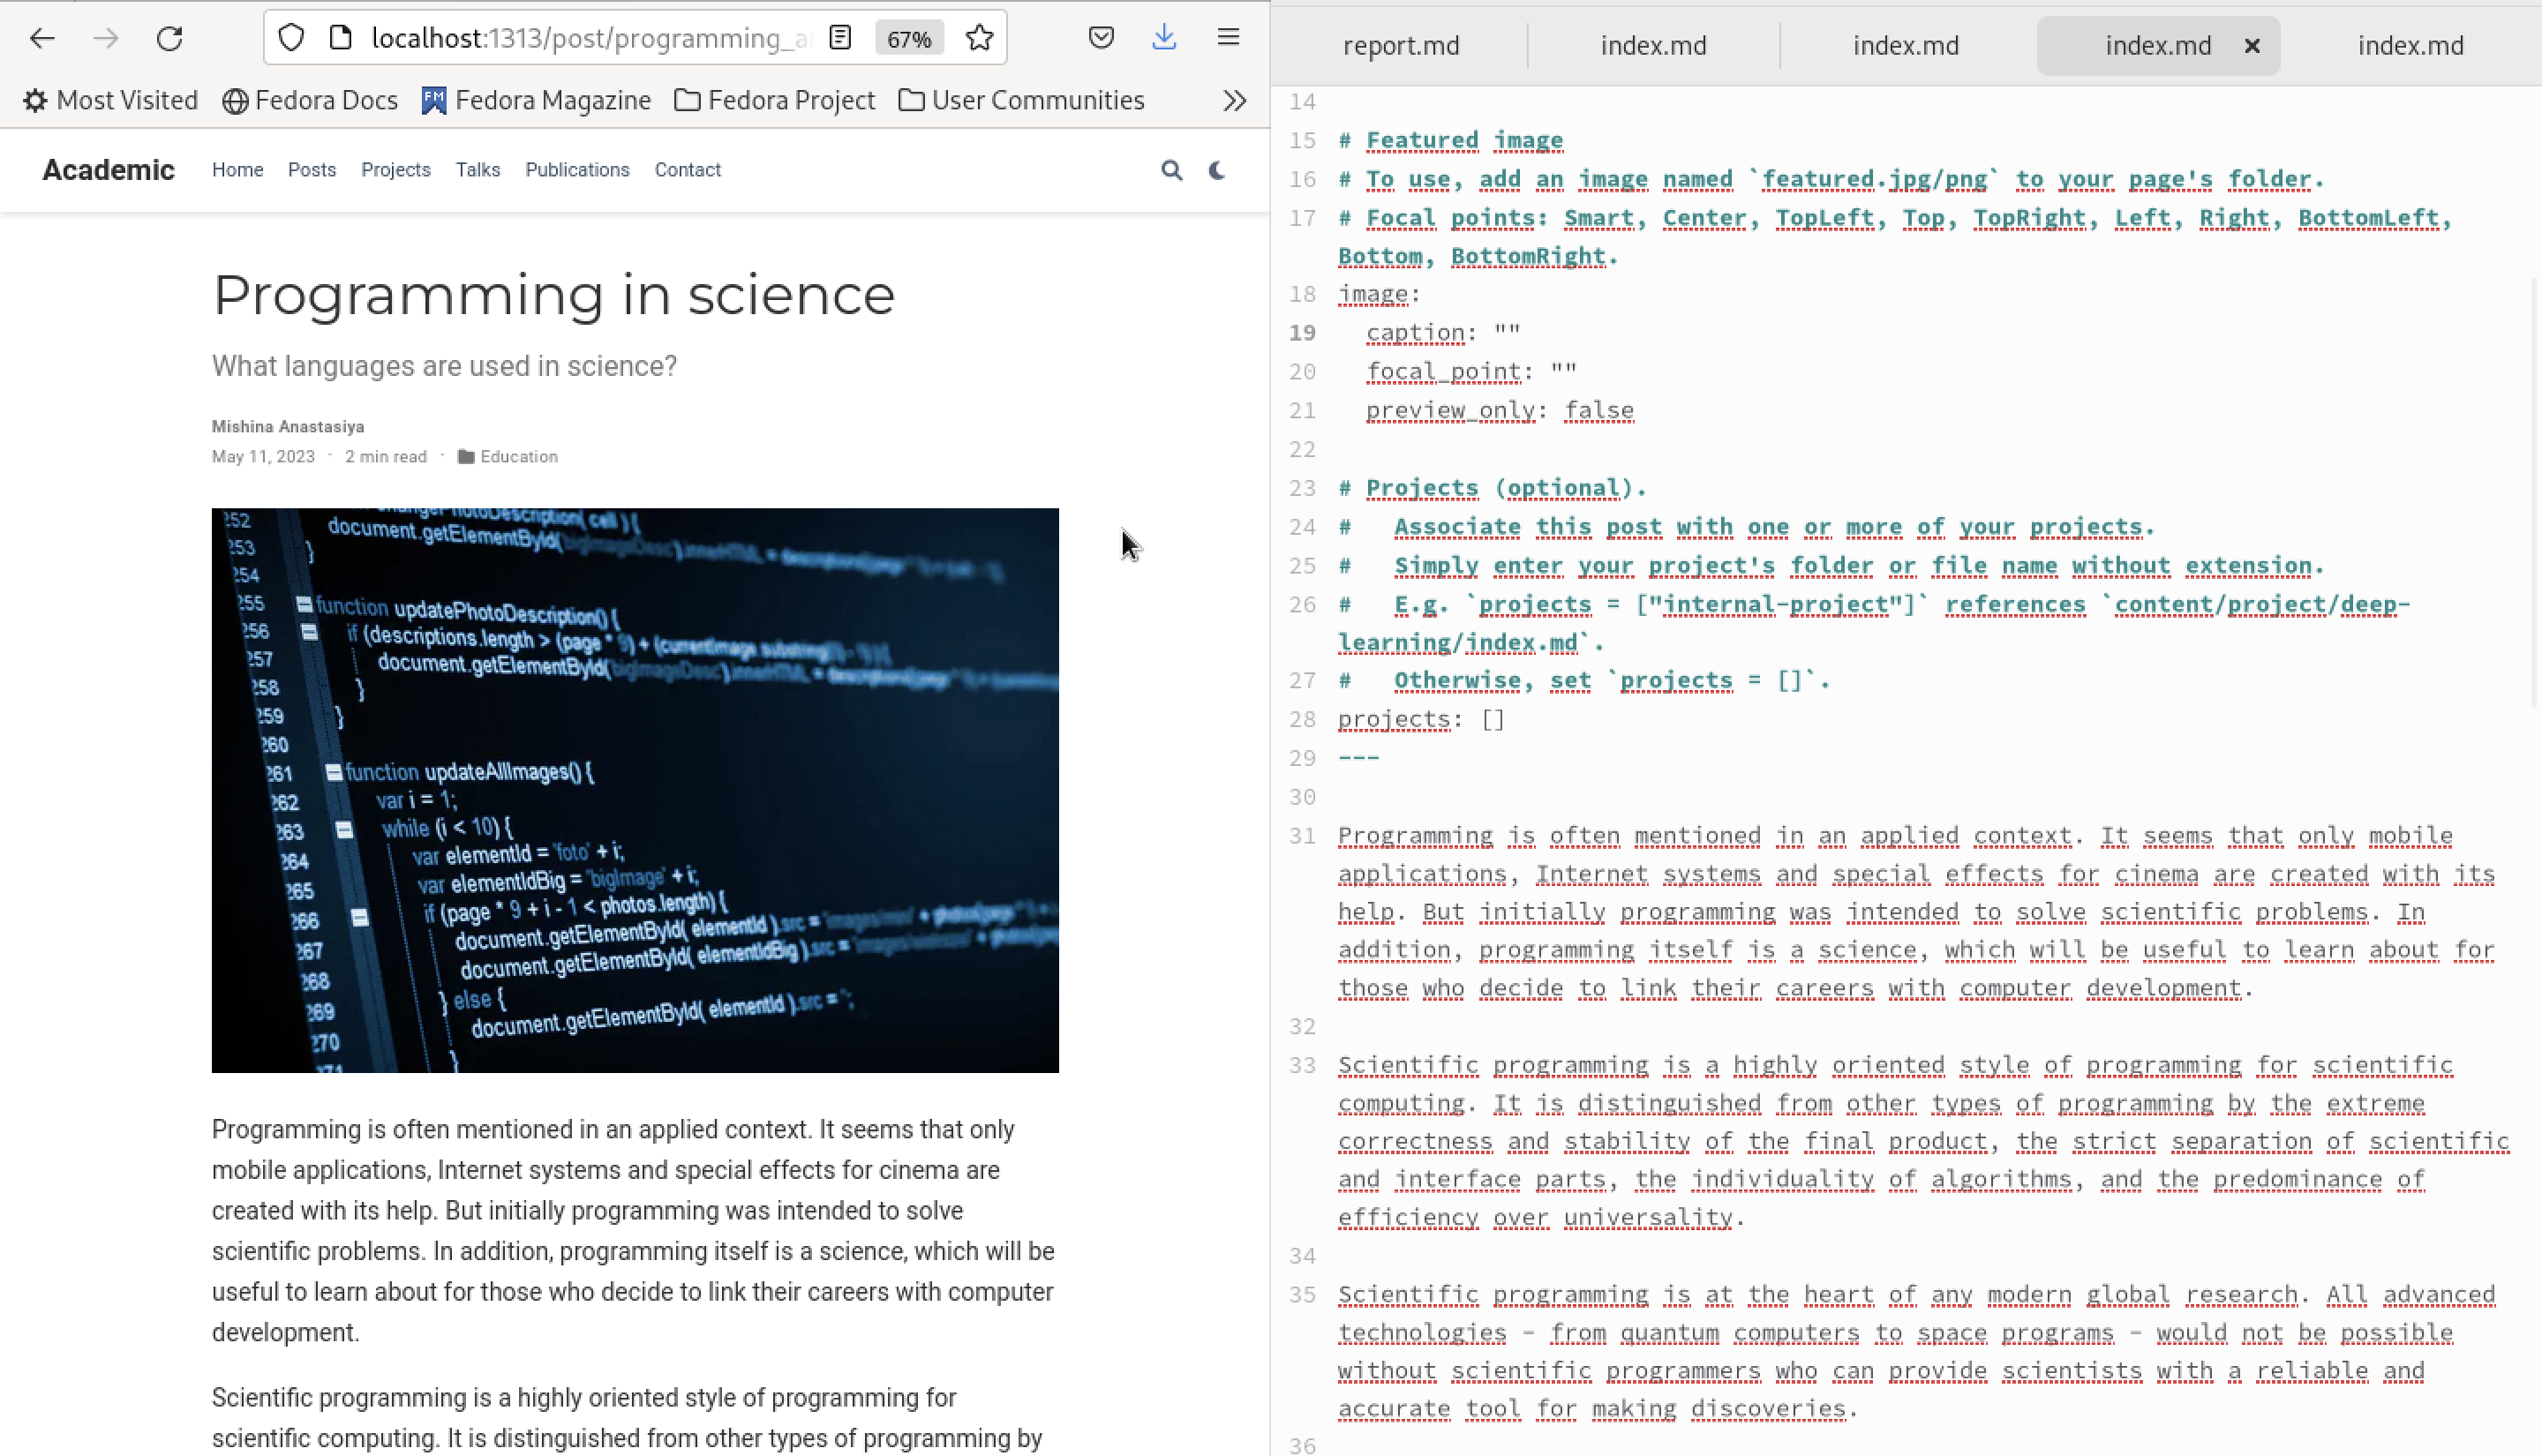 localhost:1313/post/programming_a
67%
Most Visited
Fedora Docs
FM
Fedora Magazine
Fedora Project
User Communities
Academic
Home
Posts
Projects
Talks
Publications
Contact
Programming in science
What languages are used in science?
Mishina Anastasiya
May 11, 2023 · 2 min read · Education
252
document.getElementById(
253 }
254
255 function updatePhotoDescription() {
256 if (descriptions.length > (page * 9) + (currentImage substring(
257 document.getElementById('bigImageDesc').innerHTML = descriptions[page
258 }
259 }
260
261 function updateAllImages() {
262 var i = 1;
263 while (i < 10) {
264 var elementId = 'foto' + i;
265 var elementIdBig = 'bigImage' + i;
266 if (page * 9 + i - 1 < photos.length) {
267 document.getElementById( elementId ).src =
268 document.getElementById( elementIdBig ).src =
269 } else {
270 document.getElementById( elementId ).src = '';
271 }
Programming is often mentioned in an applied context. It seems that only
mobile applications, Internet systems and special effects for cinema are
created with its help. But initially programming was intended to solve
scientific problems. In addition, programming itself is a science, which will be
useful to learn about for those who decide to link their careers with computer
development.
Scientific programming is a highly oriented style of programming for
scientific computing. It is distinguished from other types of programming by
report.md
index.md
index.md
index.md ×
index.md
14
15 # Featured image
16 # To use, add an image named `featured.jpg/png` to your page's folder.
17 # Focal points: Smart, Center, TopLeft, Top, TopRight, Left, Right, BottomLeft,
Bottom, BottomRight.
18 image:
19 caption: ""
20 focal_point: ""
21 preview_only: false
22
23 # Projects (optional).
24 # Associate this post with one or more of your projects.
25 # Simply enter your project's folder or file name without extension.
26 # E.g. `projects = ["internal-project"]` references `content/project/deep-
learning/index.md`.
27 # Otherwise, set `projects = []`.
28 projects: []
29 ---
30
31 Programming is often mentioned in an applied context. It seems that only mobile
applications, Internet systems and special effects for cinema are created with its
help. But initially programming was intended to solve scientific problems. In
addition, programming itself is a science, which will be useful to learn about for
those who decide to link their careers with computer development.
32
33 Scientific programming is a highly oriented style of programming for scientific
computing. It is distinguished from other types of programming by the extreme
correctness and stability of the final product, the strict separation of scientific
and interface parts, the individuality of algorithms, and the predominance of
efficiency over universality.
34
35 Scientific programming is at the heart of any modern global research. All advanced
technologies – from quantum computers to space programs – would not be possible
without scientific programmers who can provide scientists with a reliable and
accurate tool for making discoveries.
36